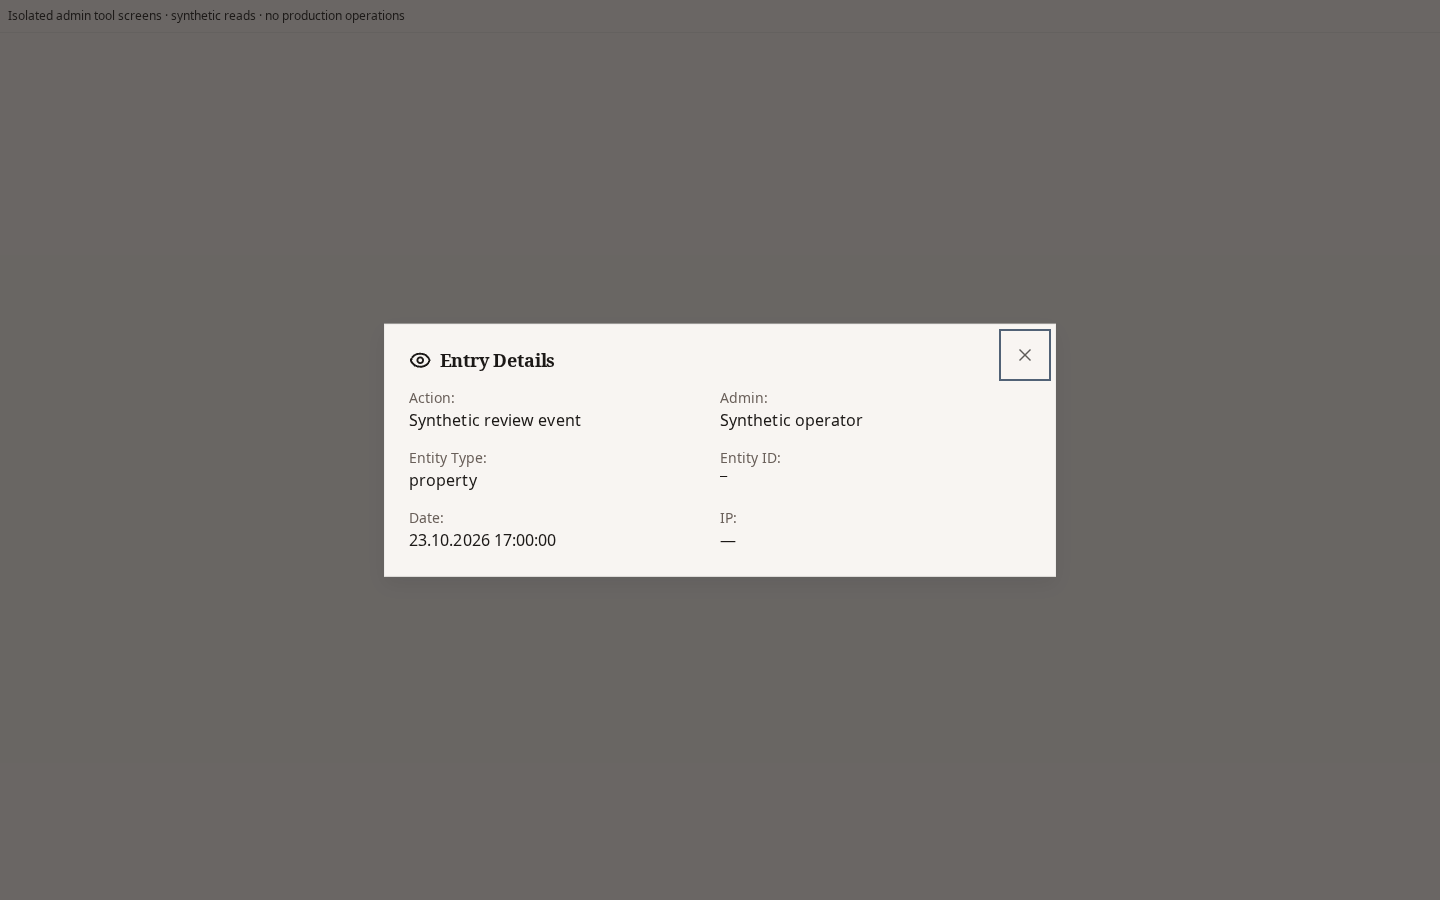 Isolated admin tool screens · synthetic reads · no production operations
Entry Details
Action:
Synthetic review event
Admin:
Synthetic operator
Entity Type:
property
Entity ID:
—
Date:
23.10.2026 17:00:00
IP:
—